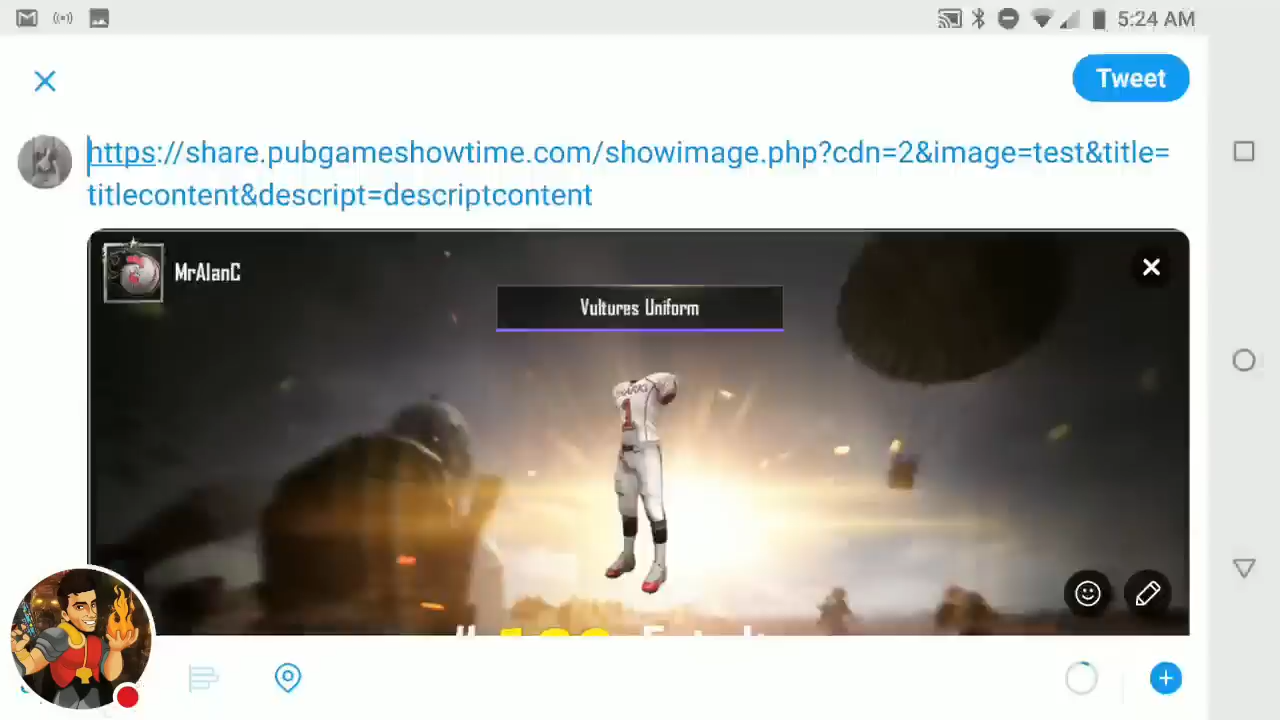 5:24 AM
Tweet
https://share.pubgameshowtime.com/showimage.php?cdn=2&image=test&title=
titlecontent&descript=descriptcontent
MrAlanC
Vultures Uniform
1